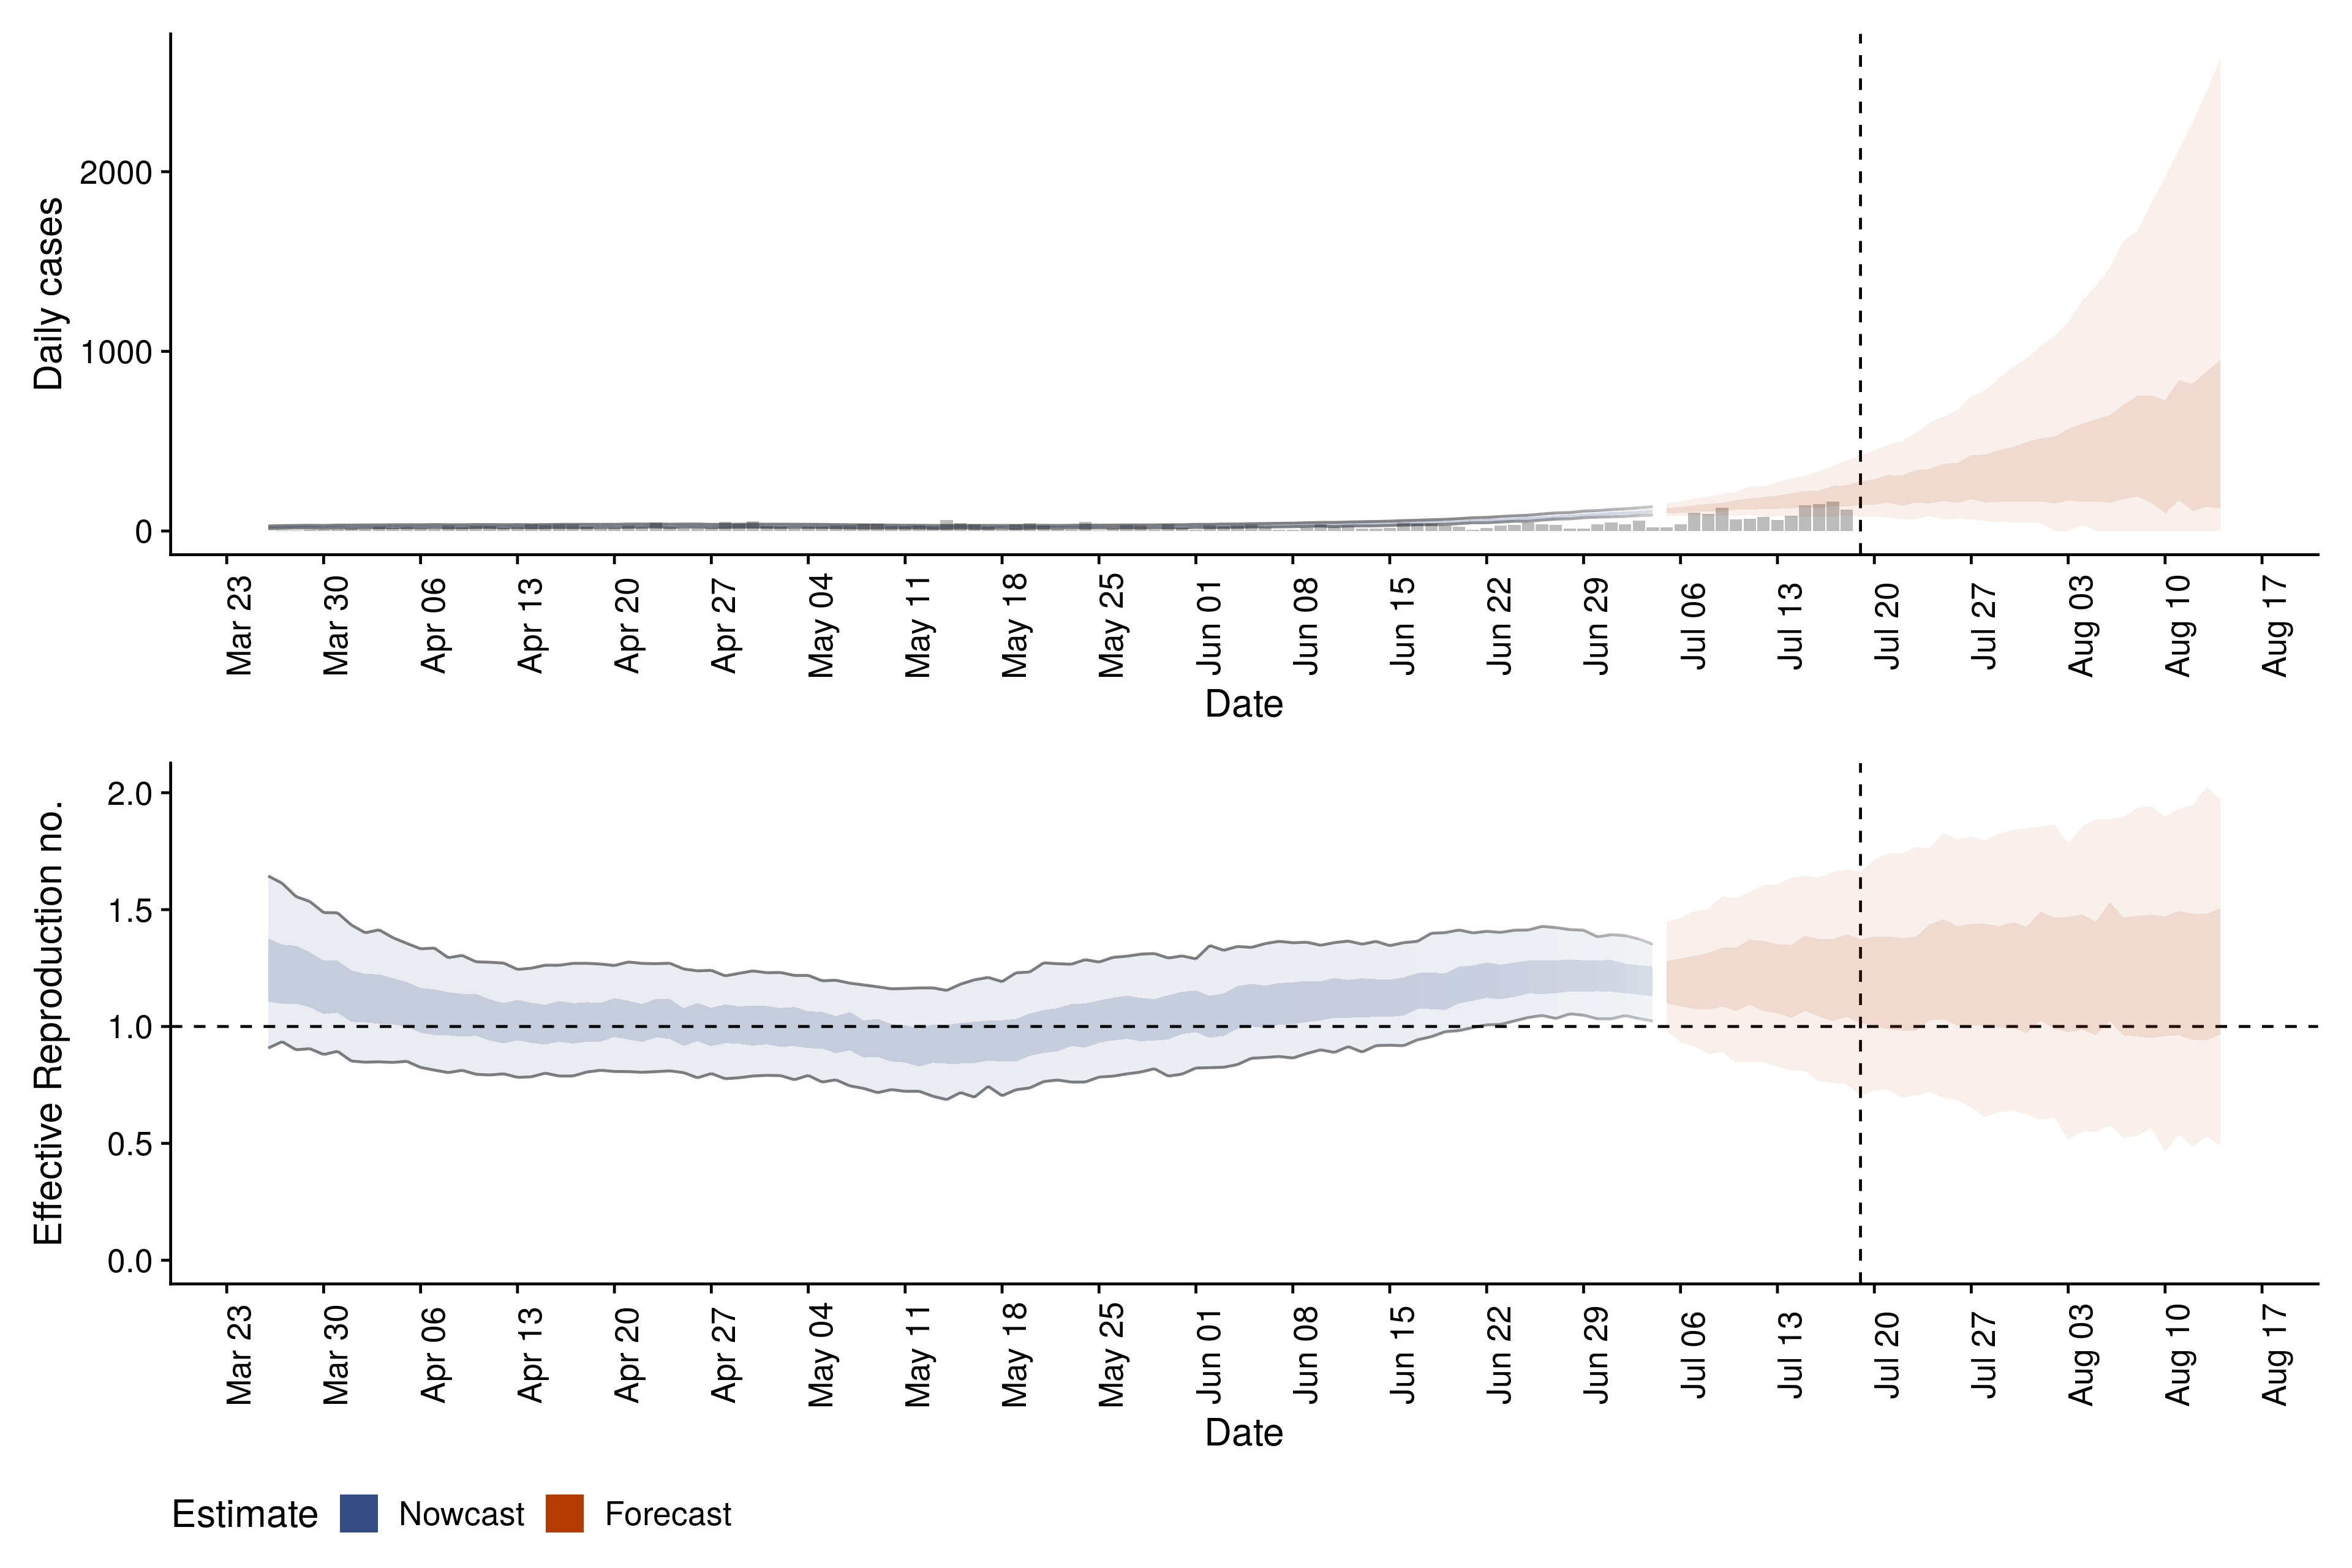 Daily cases
2000
1000
0
Mar 23
Mar 30
Apr 06
Apr 13
Apr 20
Apr 27
May 04
May 11
May 18
May 25
Jun 01
Jun 08
Jun 15
Jun 22
Jun 29
Jul 06
Jul 13
Jul 20
Jul 27
Aug 03
Aug 10
Aug 17
Date
Effective Reproduction no.
2.0
1.5
1.0
0.5
0.0
Mar 23
Mar 30
Apr 06
Apr 13
Apr 20
Apr 27
May 04
May 11
May 18
May 25
Jun 01
Jun 08
Jun 15
Jun 22
Jun 29
Jul 06
Jul 13
Jul 20
Jul 27
Aug 03
Aug 10
Aug 17
Date
Estimate Nowcast Forecast